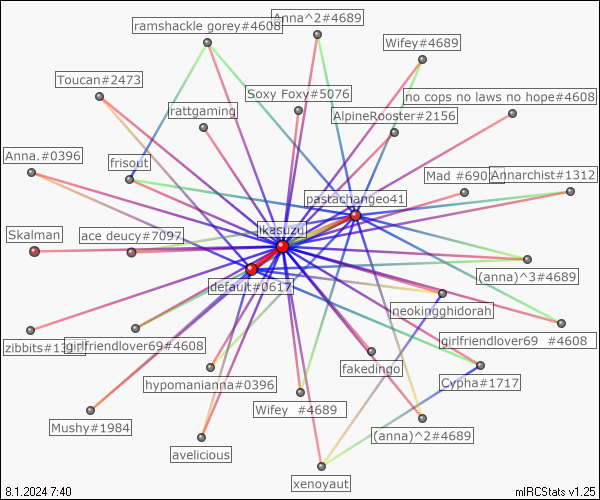 ramshackle gorey#4608
Anna^2#4689
Wifey#4689
Toucan#2473
Soxy Foxy#5076
no cops no laws no hope#4608
rattgaming
AlpineRooster#2156
Anna.#0396
frisout
Mad #690
Annarchist#1312
pastachangeo41
Skalman
ace deucy#7097
likasuzu
(anna)^3#4689
default#0617
neokingghidorah
zibbits#13
girlfriendlover69#4608
girlfriendlover69 #4608
fakedingo
hypomanianna#0396
Cypha#1717
Wifey #4689
Mushy#1984
(anna)^2#4689
avelicious
xenoyaut
8.1.2024 7:40
mIRCStats v1.25